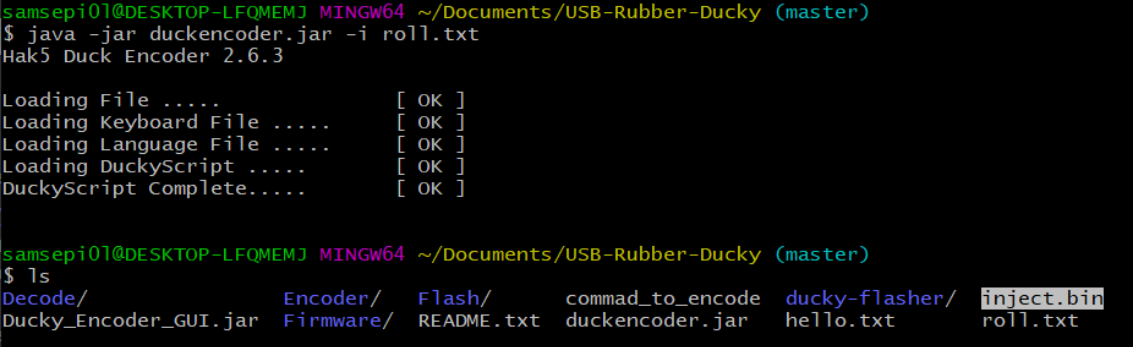 samsepi0l@DESKTOP-LFQMEMJ MINGW64 ~/Documents/USB-Rubber-Ducky (master)
$ java -jar duckencoder.jar -i roll.txt
Hak5 Duck Encoder 2.6.3
Loading File ..... [ OK ]
Loading Keyboard File ..... [ OK ]
Loading Language File ..... [ OK ]
Loading DuckyScript ..... [ OK ]
DuckyScript Complete..... [ OK ]
samsepi0l@DESKTOP-LFQMEMJ MINGW64 ~/Documents/USB-Rubber-Ducky (master)
$ ls
Decode/ Encoder/ Flash/ commad_to_encode ducky-flasher/ inject.bin
Ducky_Encoder_GUI.jar Firmware/ README.txt duckencoder.jar hello.txt roll.txt